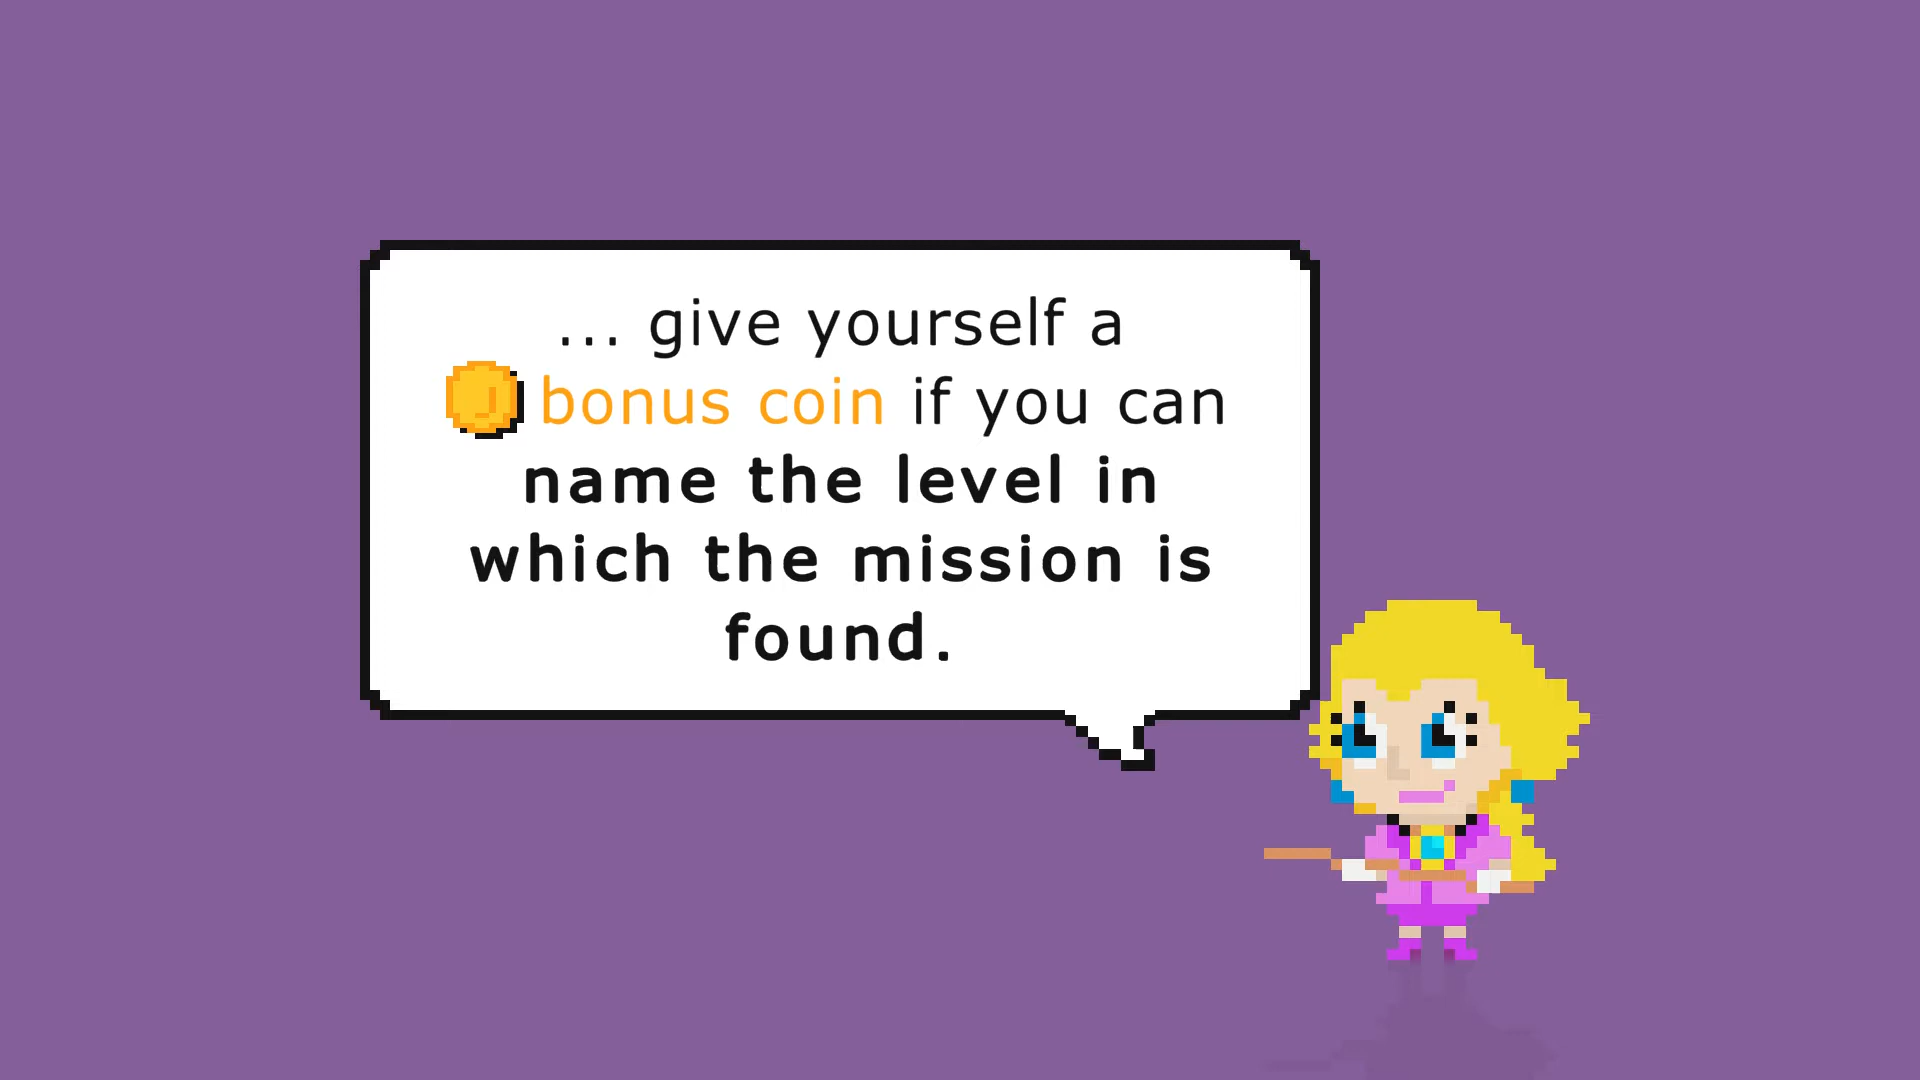 ... give yourself a
bonus coin if you can
name the level in
which the mission is
found.